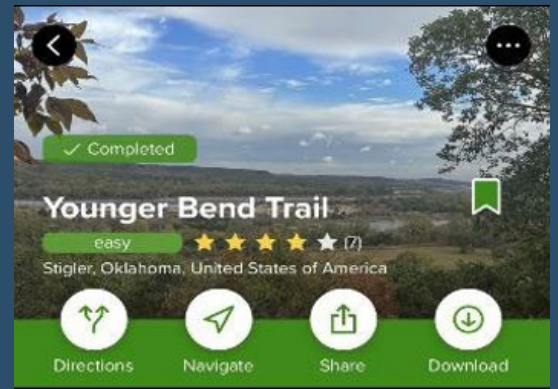 Completed
Younger Bend Trail
easy (7)
Stigler, Oklahoma, United States of America
Directions Navigate Share Download